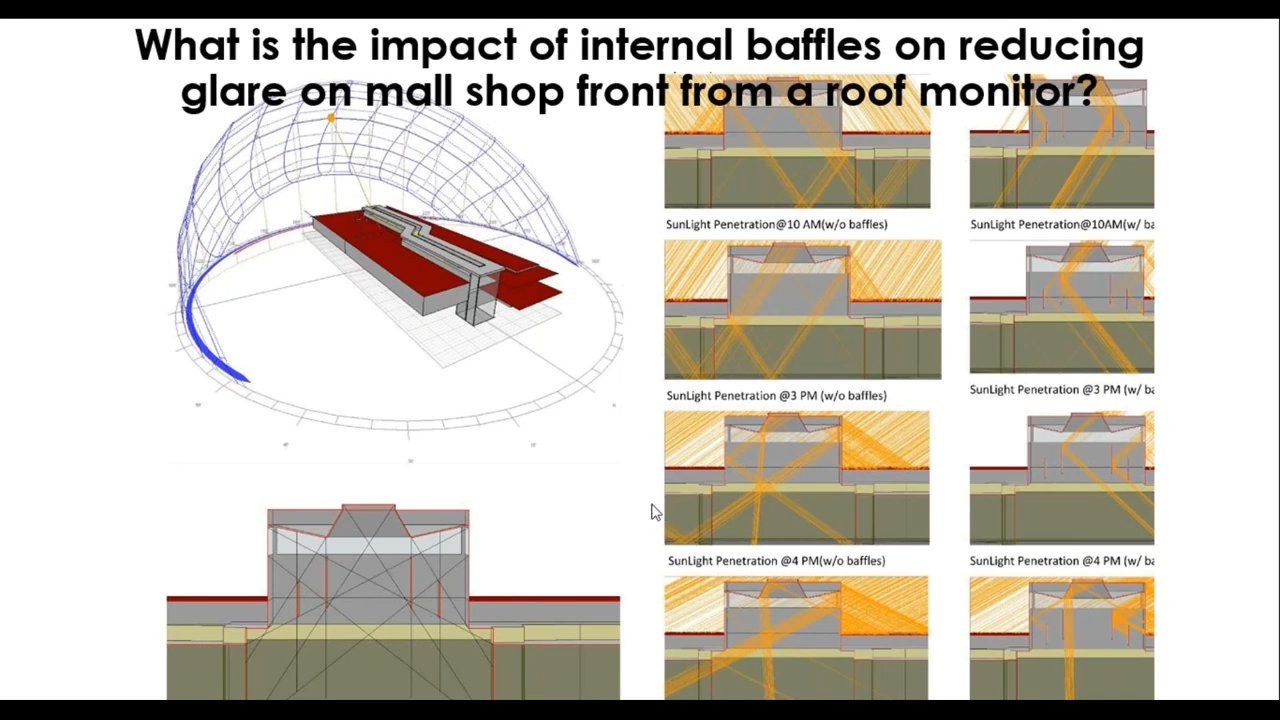 What is the impact of internal baffles on reducing
glare on mall shop front from a roof monitor?
SunLight Penetration@10 AM(w/o baffles)
SunLight Penetration@10AM(w/ ba
SunLight Penetration @3 PM (w/o baffles)
SunLight Penetration @3 PM (w/ ba
SunLight Penetration @4 PM(w/o baffles)
SunLight Penetration @4 PM (w/ ba